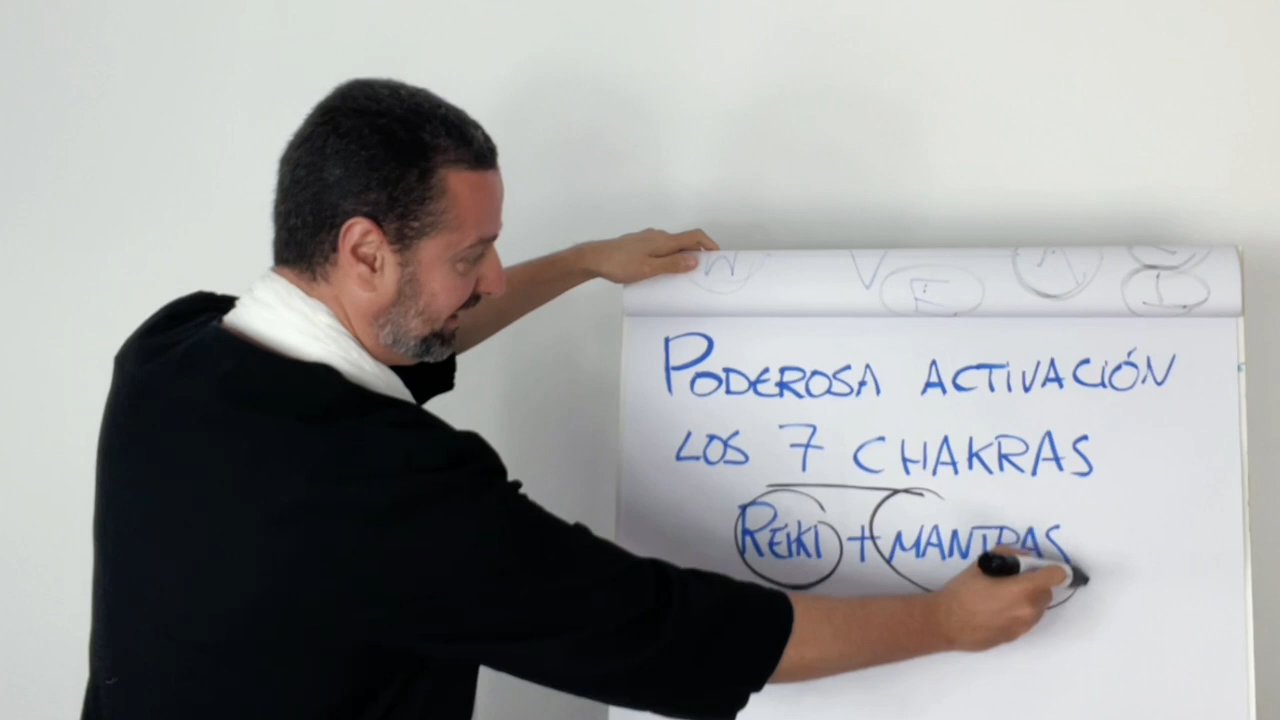 W V E A I
PODEROSA ACTIVACIÓN
LOS 7 CHAKRAS
REIKI + MANTRAS